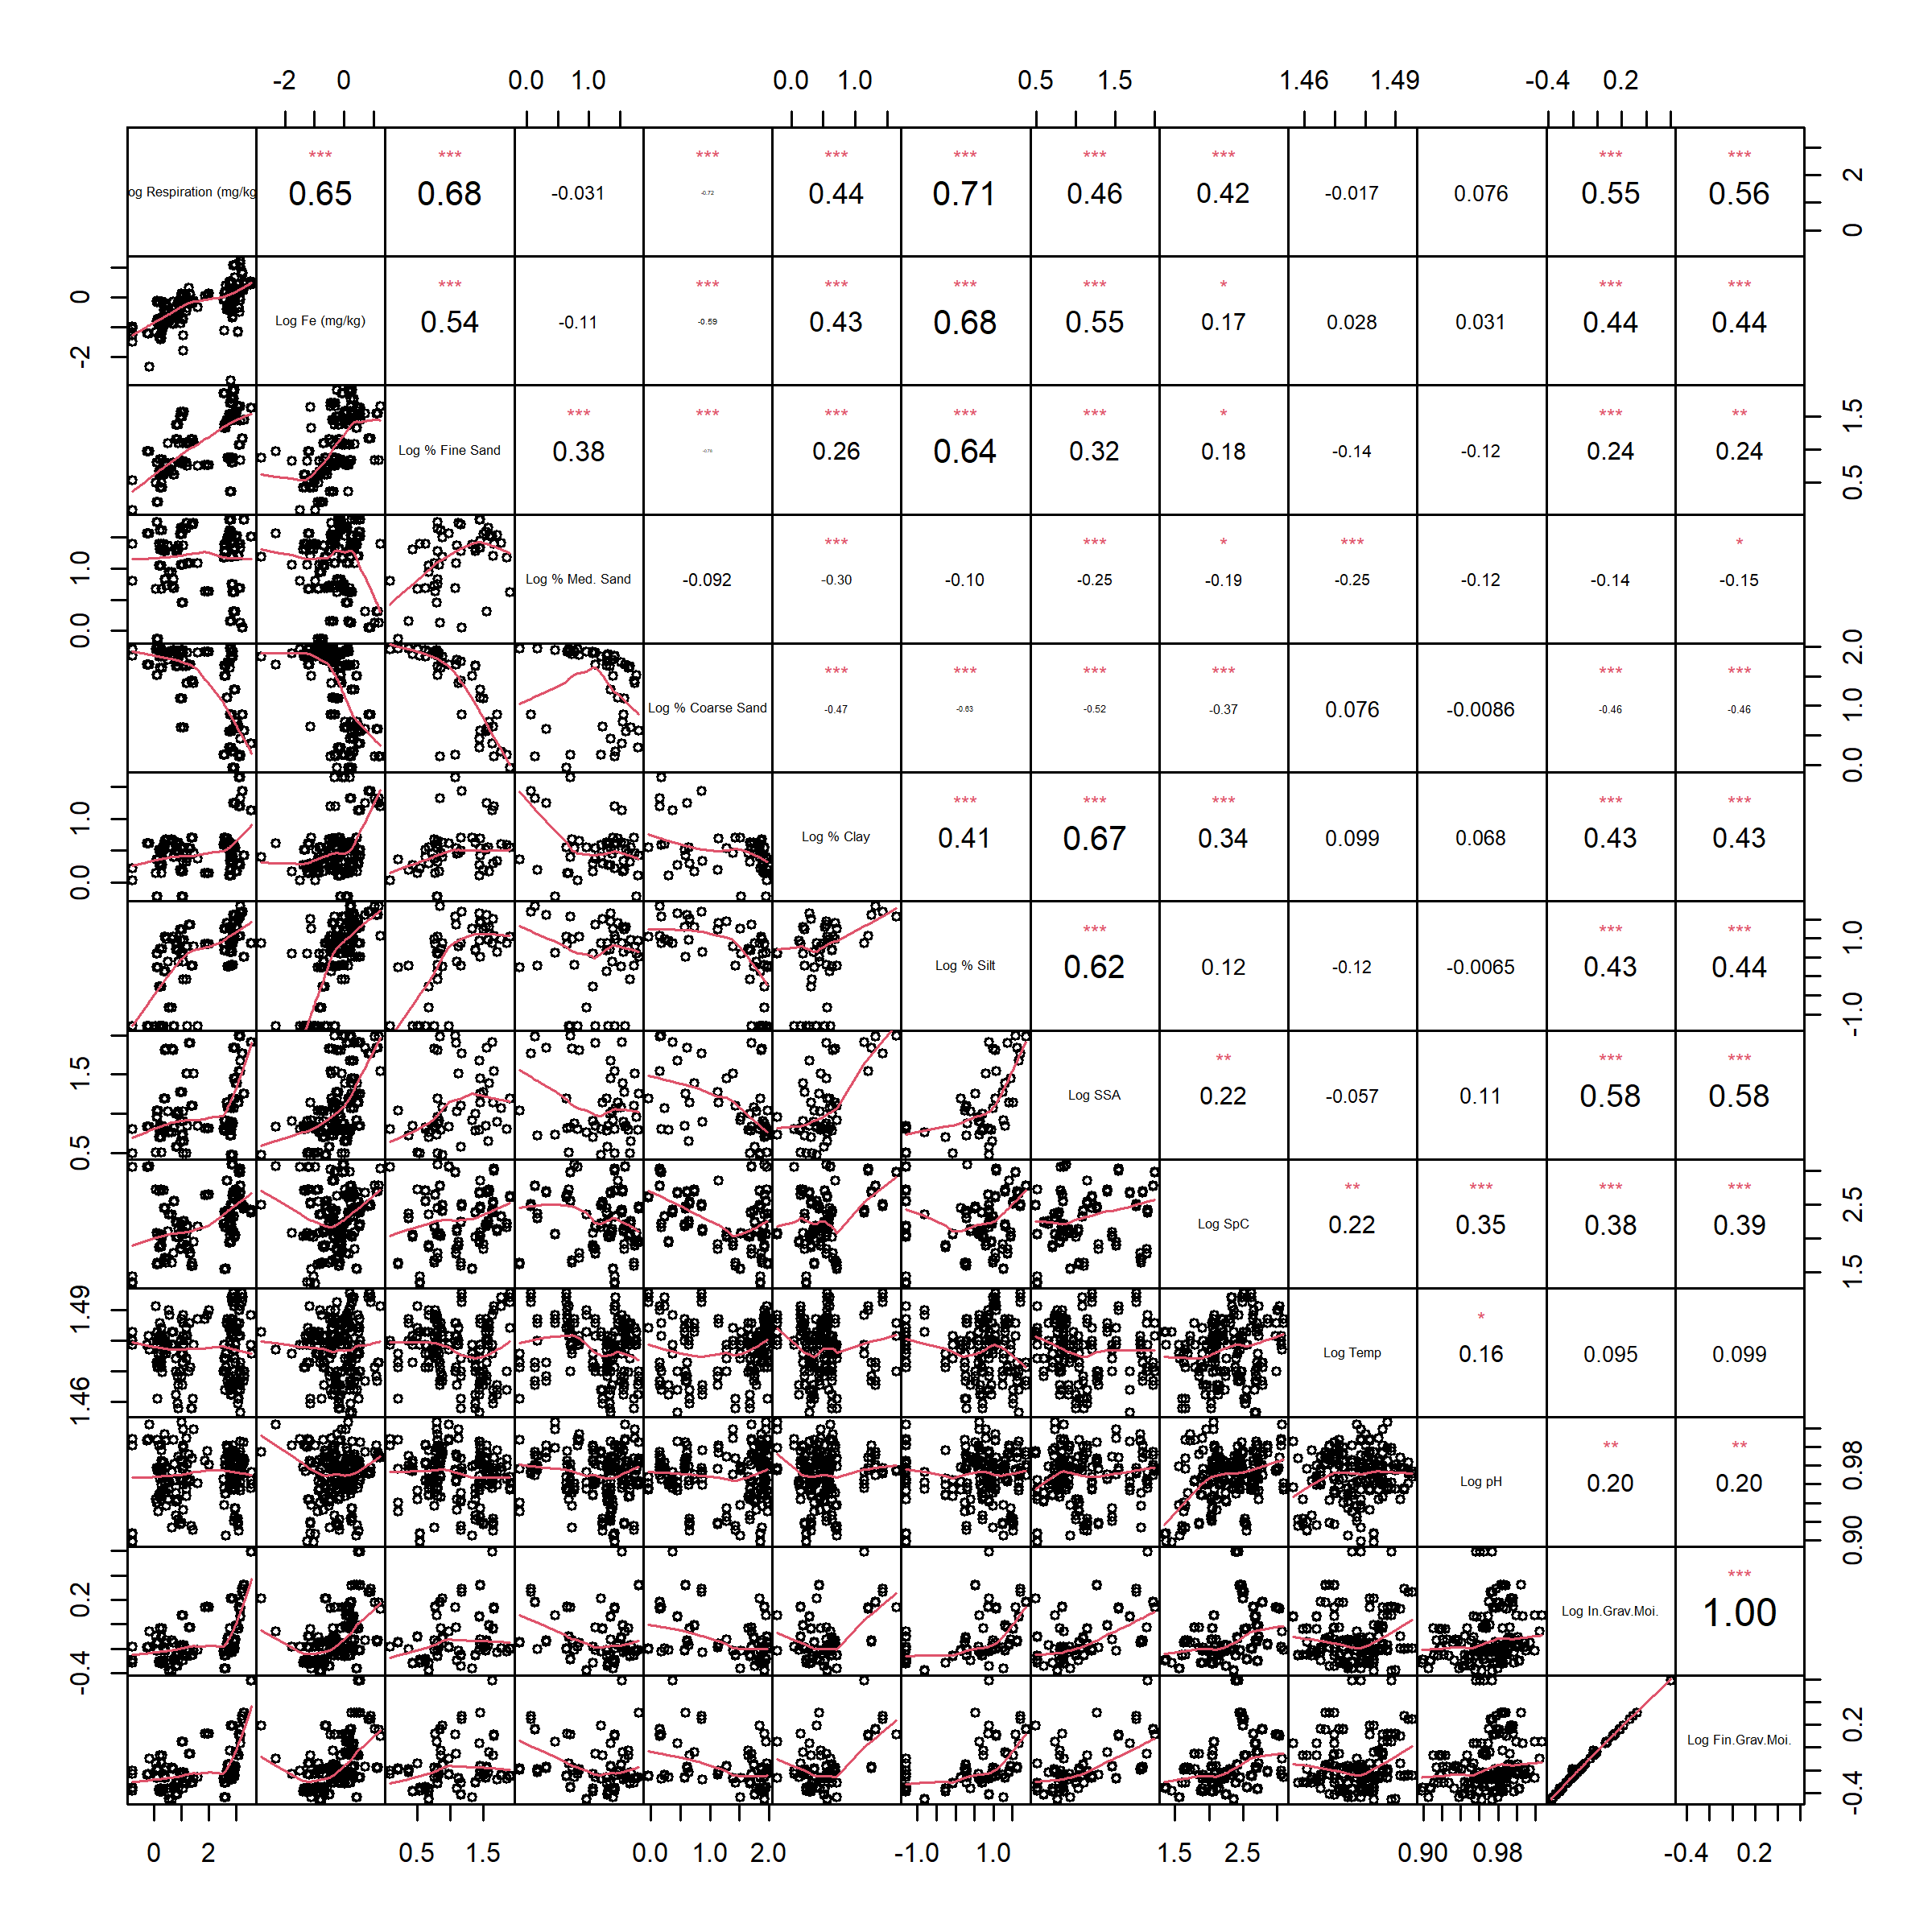 -2 0 0.0 1.0 0.0 1.0 0.5 1.5 1.46 1.49 -0.4 0.2
*** *** *** *** *** *** *** *** ***
og Respiration (mg/kg 0.65 0.68 -0.031 -0.72 0.44 0.71 0.46 0.42 -0.017 0.076 0.55 0.56 0 2
*** *** *** *** *** * *** ***
-2 0 Log Fe (mg/kg) 0.54 -0.11 -0.59 0.43 0.68 0.55 0.17 0.028 0.031 0.44 0.44
*** *** *** *** *** * *** **
Log % Fine Sand 0.38 0.26 0.64 0.32 0.18 -0.14 -0.12 0.24 0.24 0.5 1.5
*** *** * *** *
0.0 1.0 Log % Med. Sand -0.092 -0.30 -0.10 -0.25 -0.19 -0.25 -0.12 -0.14 -0.15
*** *** *** *** *** ***
Log % Coarse Sand -0.47 -0.63 -0.52 -0.37 0.076 -0.0086 -0.46 -0.46 0.0 1.0 2.0
*** *** *** *** ***
0.0 1.0 Log % Clay 0.41 0.67 0.34 0.099 0.068 0.43 0.43
*** *** ***
Log % Silt 0.62 0.12 -0.12 -0.0065 0.43 0.44 -1.0 1.0
** *** ***
0.5 1.5 Log SSA 0.22 -0.057 0.11 0.58 0.58
** *** *** ***
Log SpC 0.22 0.35 0.38 0.39 1.5 2.5
*
1.46 1.49 Log Temp 0.16 0.095 0.099
** **
Log pH 0.20 0.20 0.90 0.98
***
-0.4 0.2 Log In.Grav.Moi. 1.00
Log Fin.Grav.Moi. -0.4 0.2
0 2 0.5 1.5 0.0 1.0 2.0 -1.0 1.0 1.5 2.5 0.90 0.98 -0.4 0.2